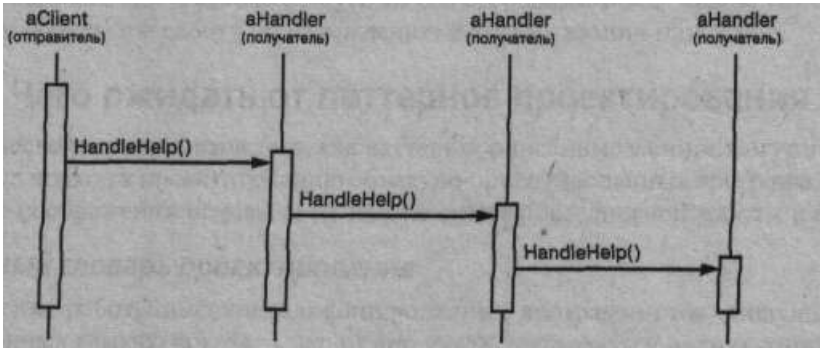 aClient
(отправитель)
aHandler
(получатель)
aHandler
(получатель)
aHandler
(получатель)
HandleHelp()
HandleHelp()
HandleHelp()